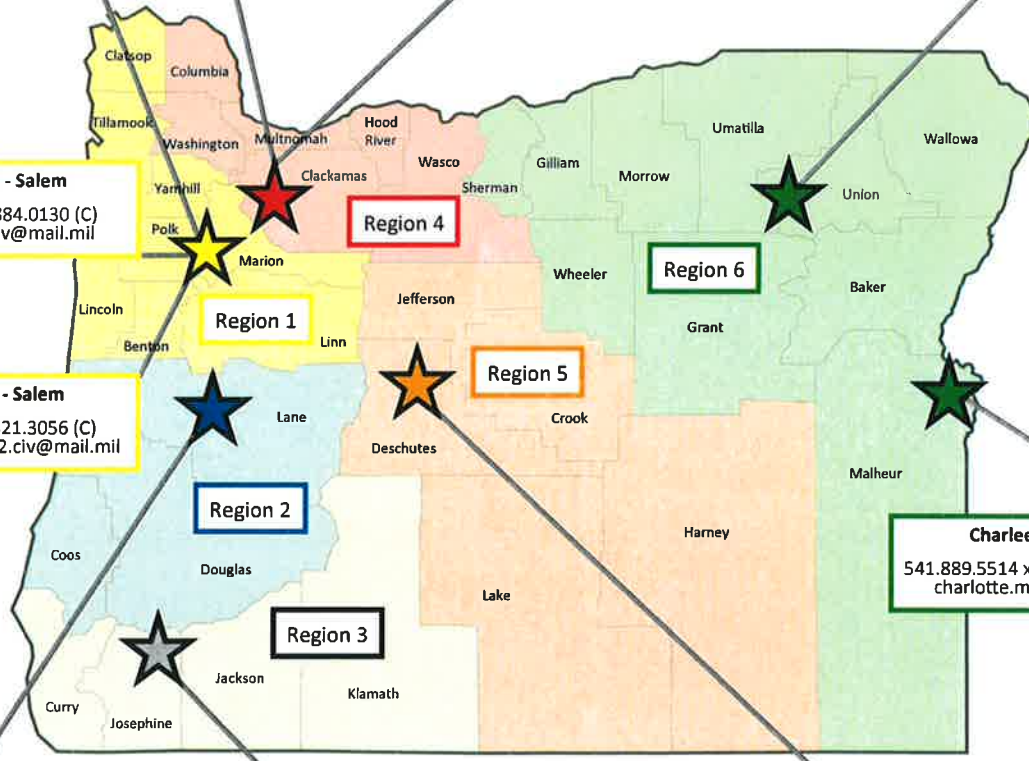 Clatsop
Columbia
Tillamook
Washington
Multnomah
Hood
River
Wasco
Clackamas
Sherman
Gilliam
Morrow
Umatilla
Wallowa
Union
- Salem
884.0130 (C)
v@mail.mil
Yamhill
Polk
Marion
Region 4
Region 6
Wheeler
Baker
Grant
Jefferson
Lincoln
Region 1
Benton
Linn
Region 5
- Salem
21.3056 (C)
2.civ@mail.mil
Lane
Crook
Deschutes
Malheur
Region 2
Harney
Coos
Douglas
Lake
Charlee
541.889.5514 x
charlotte.m
Region 3
Jackson
Klamath
Curry
Josephine